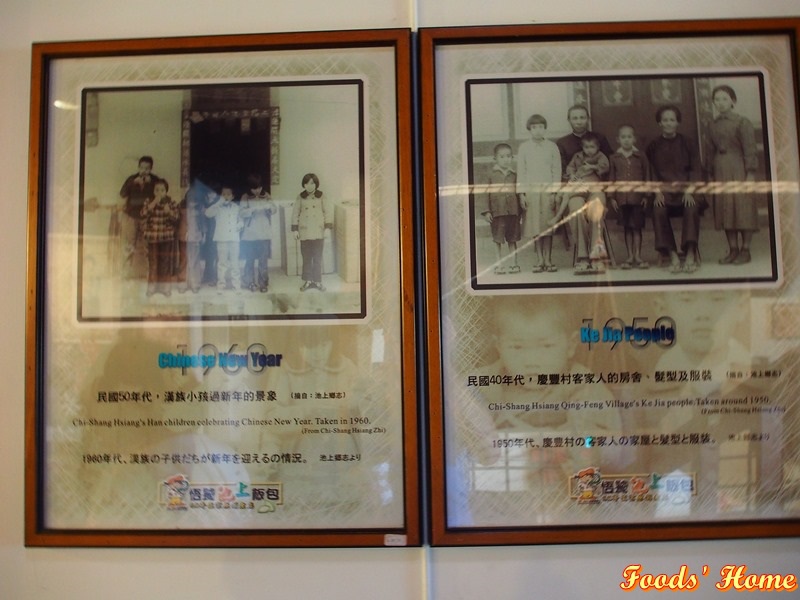 1960
Chinese New Year
民國50年代，漢族小孩過新年的景象 （摘自：池上鄉志）
Chi-Shang Hsiang's Han children celebrating Chinese New Year. Taken in 1960.
(From Chi-Shang Hsiang Zhi)
1960年代、漢族の子供だちが新年を迎えるの情況。 池上郷志より
悟饕池上飯包
1950
Ke Jia People
民國40年代，慶豐村客家人的房舍、髮型及服裝 （摘自：池上鄉志）
Chi-Shang Hsiang Qing-Feng Village's Ke Jia people.Taken around 1950.
(From Chi-Shang Hsiang Zhi)
1950年代、慶豐村の客家人の家屋と髮型と服裝。 池上郷志より
悟饕池上飯包
Foods' Home